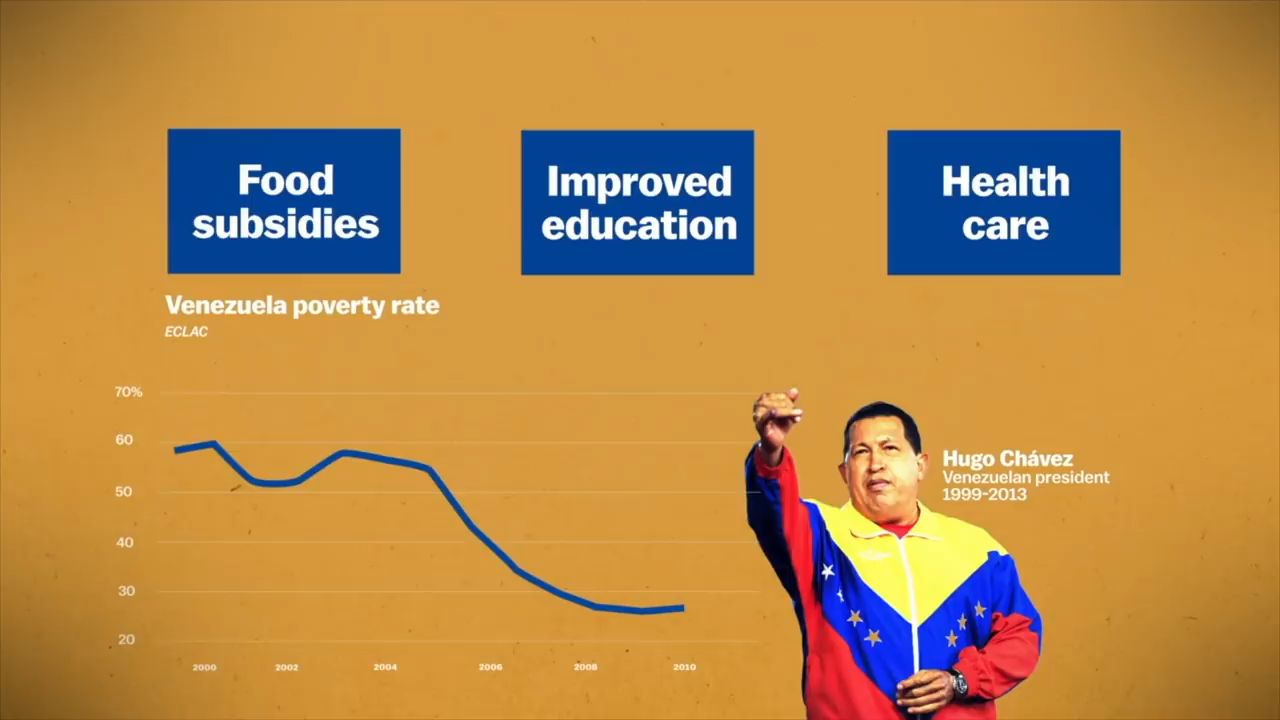 Food
subsidies
Improved
education
Health
care
Venezuela poverty rate
ECLAC
70%
60
50
40
30
20
2000
2002
2004
2006
2008
2010
Hugo Chávez
Venezuelan president
1999-2013